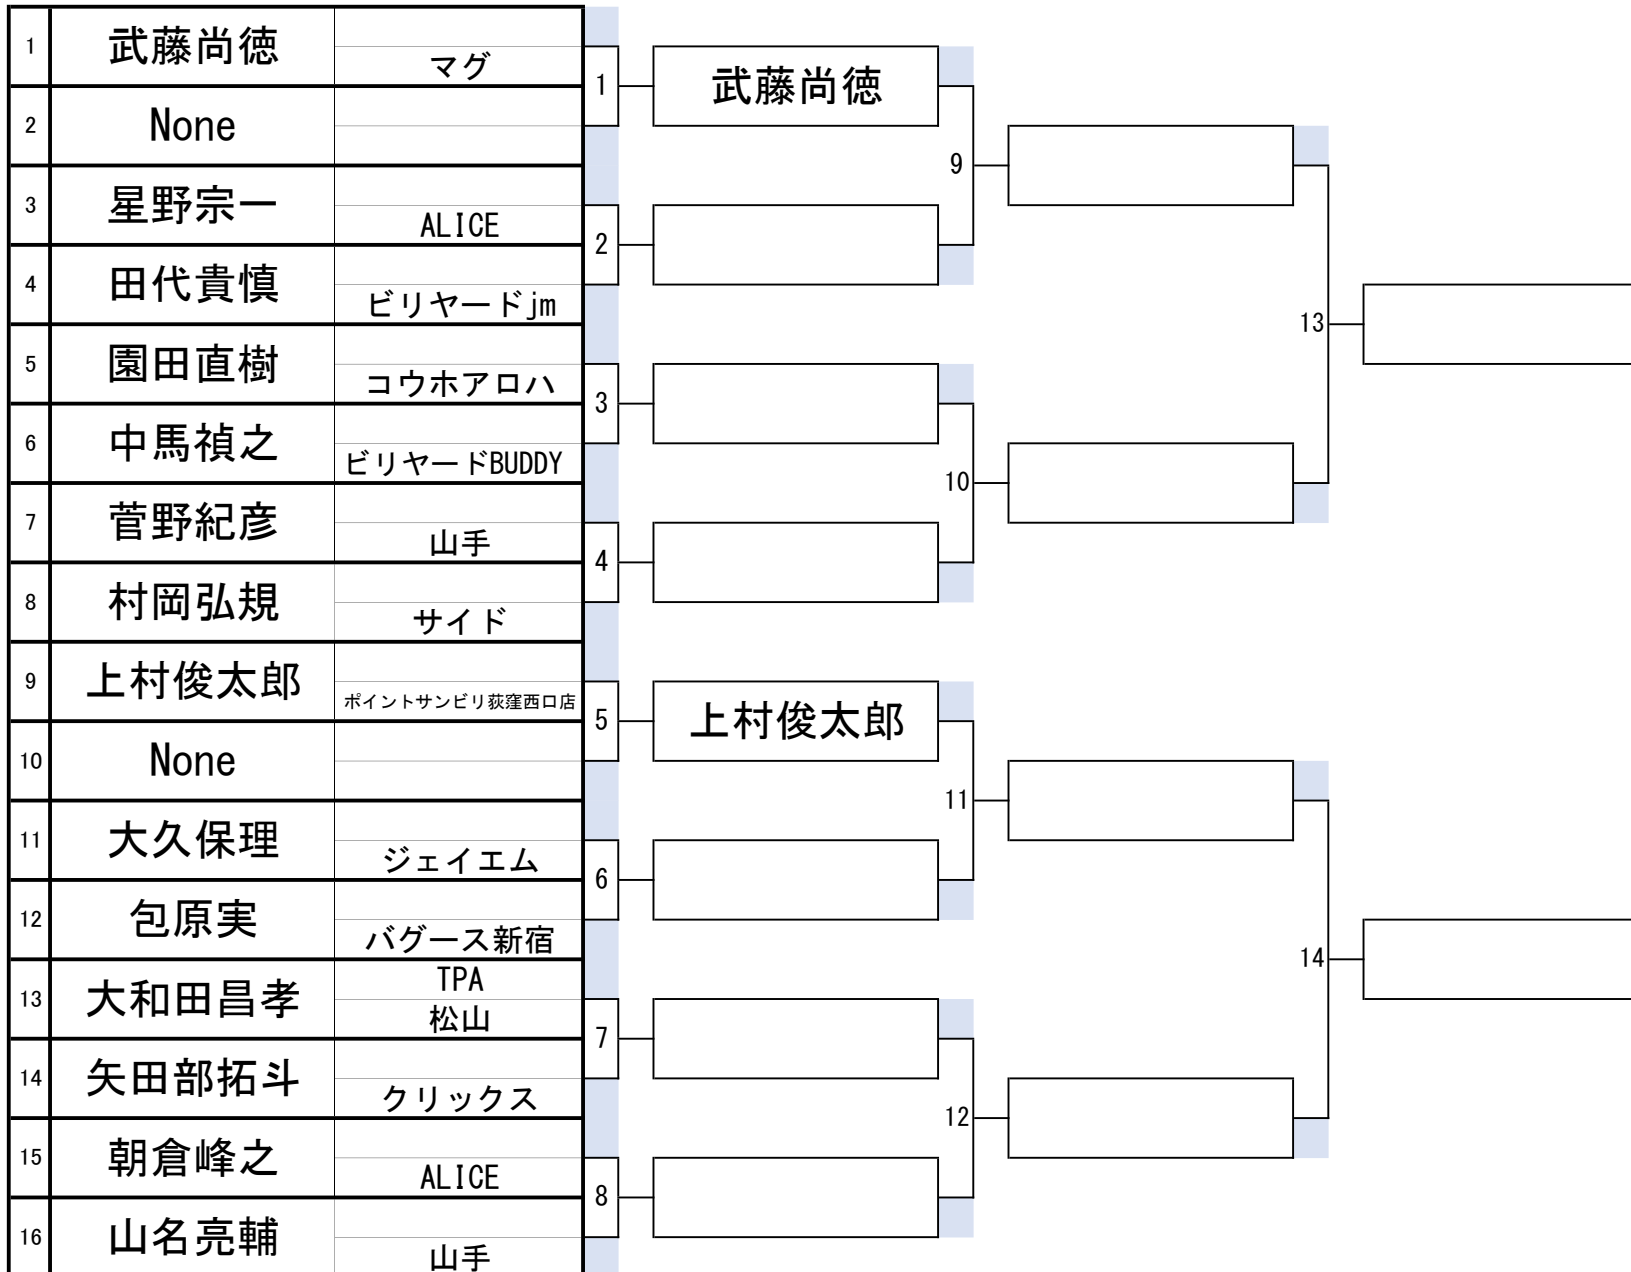 1 武藤尚徳 マグ
2 None
3 星野宗一 ALICE
4 田代貴慎 ビリヤードjm
5 園田直樹 コウホアロハ
6 中馬禎之 ビリヤードBUDDY
7 菅野紀彦 山手
8 村岡弘規 サイド
9 上村俊太郎 ポイントサンビリ荻窪西口店
10 None
11 大久保理 ジェイエム
12 包原実 バグース新宿
13 大和田昌孝 TPA
松山
14 矢田部拓斗 クリックス
15 朝倉峰之 ALICE
16 山名亮輔 山手
1 武藤尚徳
2
3
4
5 上村俊太郎
6
7
8
9
10
11
12
13
14